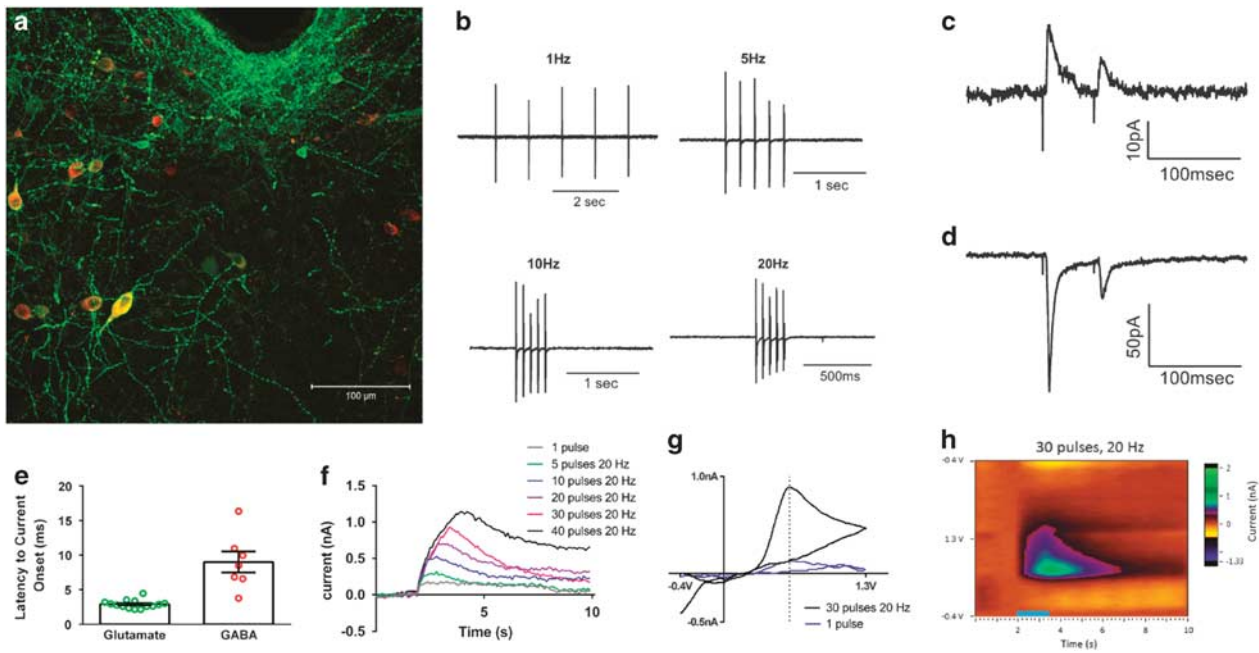 a
100 µm
b
1Hz
2 sec
5Hz
1 sec
10Hz
1 sec
20Hz
500ms
c
10pA
100msec
d
50pA
100msec
e
Latency to Current
Onset (ms)
20
15
10
5
0
Glutamate
GABA
f
1 pulse
5 pulses 20 Hz
10 pulses 20 Hz
20 pulses 20 Hz
30 pulses 20 Hz
40 pulses 20 Hz
current (nA)
1.5
1.0
0.5
0.0
-0.5
5
10
Time (s)
g
1.0nA
-0.4V
1.3V
-0.5nA
30 pulses 20 Hz
1 pulse
h
30 pulses, 20 Hz
-0.4 V
1.3 V
-0.4 V
2
4
6
8
10
Time (s)
2
1
0
-1.33
Current (nA)